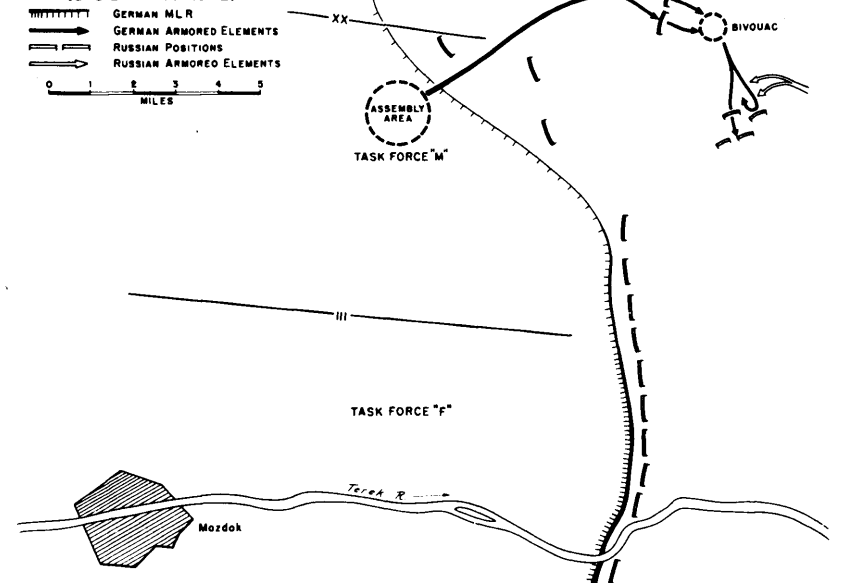 GERMAN MLR
GERMAN ARMORED ELEMENTS
RUSSIAN POSITIONS
RUSSIAN ARMORED ELEMENTS
0 1 2 3 4 5
MILES
XX
BIVOUAC
ASSEMBLY
AREA
TASK FORCE "M"
III
TASK FORCE "F"
Terek R
Mozdok